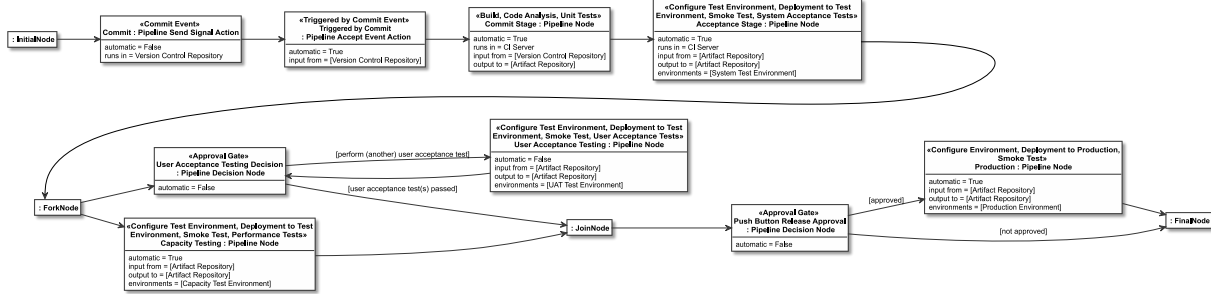 : InitialNode
«Commit Event»
Commit : Pipeline Send Signal Action
automatic = False
runs in = Version Control Repository
«Triggered by Commit Event»
Triggered by Commit
: Pipeline Accept Event Action
automatic = True
input from = [Version Control Repository]
«Build, Code Analysis, Unit Tests»
Commit Stage : Pipeline Node
automatic = True
runs in = CI Server
input from = [Version Control Repository]
output to = [Artifact Repository]
«Configure Test Environment, Deployment to Test
Environment, Smoke Test, System Acceptance Tests»
Acceptance Stage : Pipeline Node
automatic = True
runs in = CI Server
input from = [Artifact Repository]
output to = [Artifact Repository]
environments = [System Test Environment]
: ForkNode
«Approval Gate»
User Acceptance Testing Decision
: Pipeline Decision Node
automatic = False
[perform (another) user acceptance test]
[user acceptance test(s) passed]
«Configure Test Environment, Deployment to Test
Environment, Smoke Test, User Acceptance Tests»
User Acceptance Testing : Pipeline Node
automatic = False
input from = [Artifact Repository]
output to = [Artifact Repository]
environments = [UAT Test Environment]
«Configure Test Environment, Deployment to Test
Environment, Smoke Test, Performance Tests»
Capacity Testing : Pipeline Node
automatic = True
input from = [Artifact Repository]
output to = [Artifact Repository]
environments = [Capacity Test Environment]
: JoinNode
«Approval Gate»
Push Button Release Approval
: Pipeline Decision Node
automatic = False
[approved]
[not approved]
«Configure Environment, Deployment to Production,
Smoke Test»
Production : Pipeline Node
automatic = True
input from = [Artifact Repository]
output to = [Artifact Repository]
environments = [Production Environment]
: FinalNode